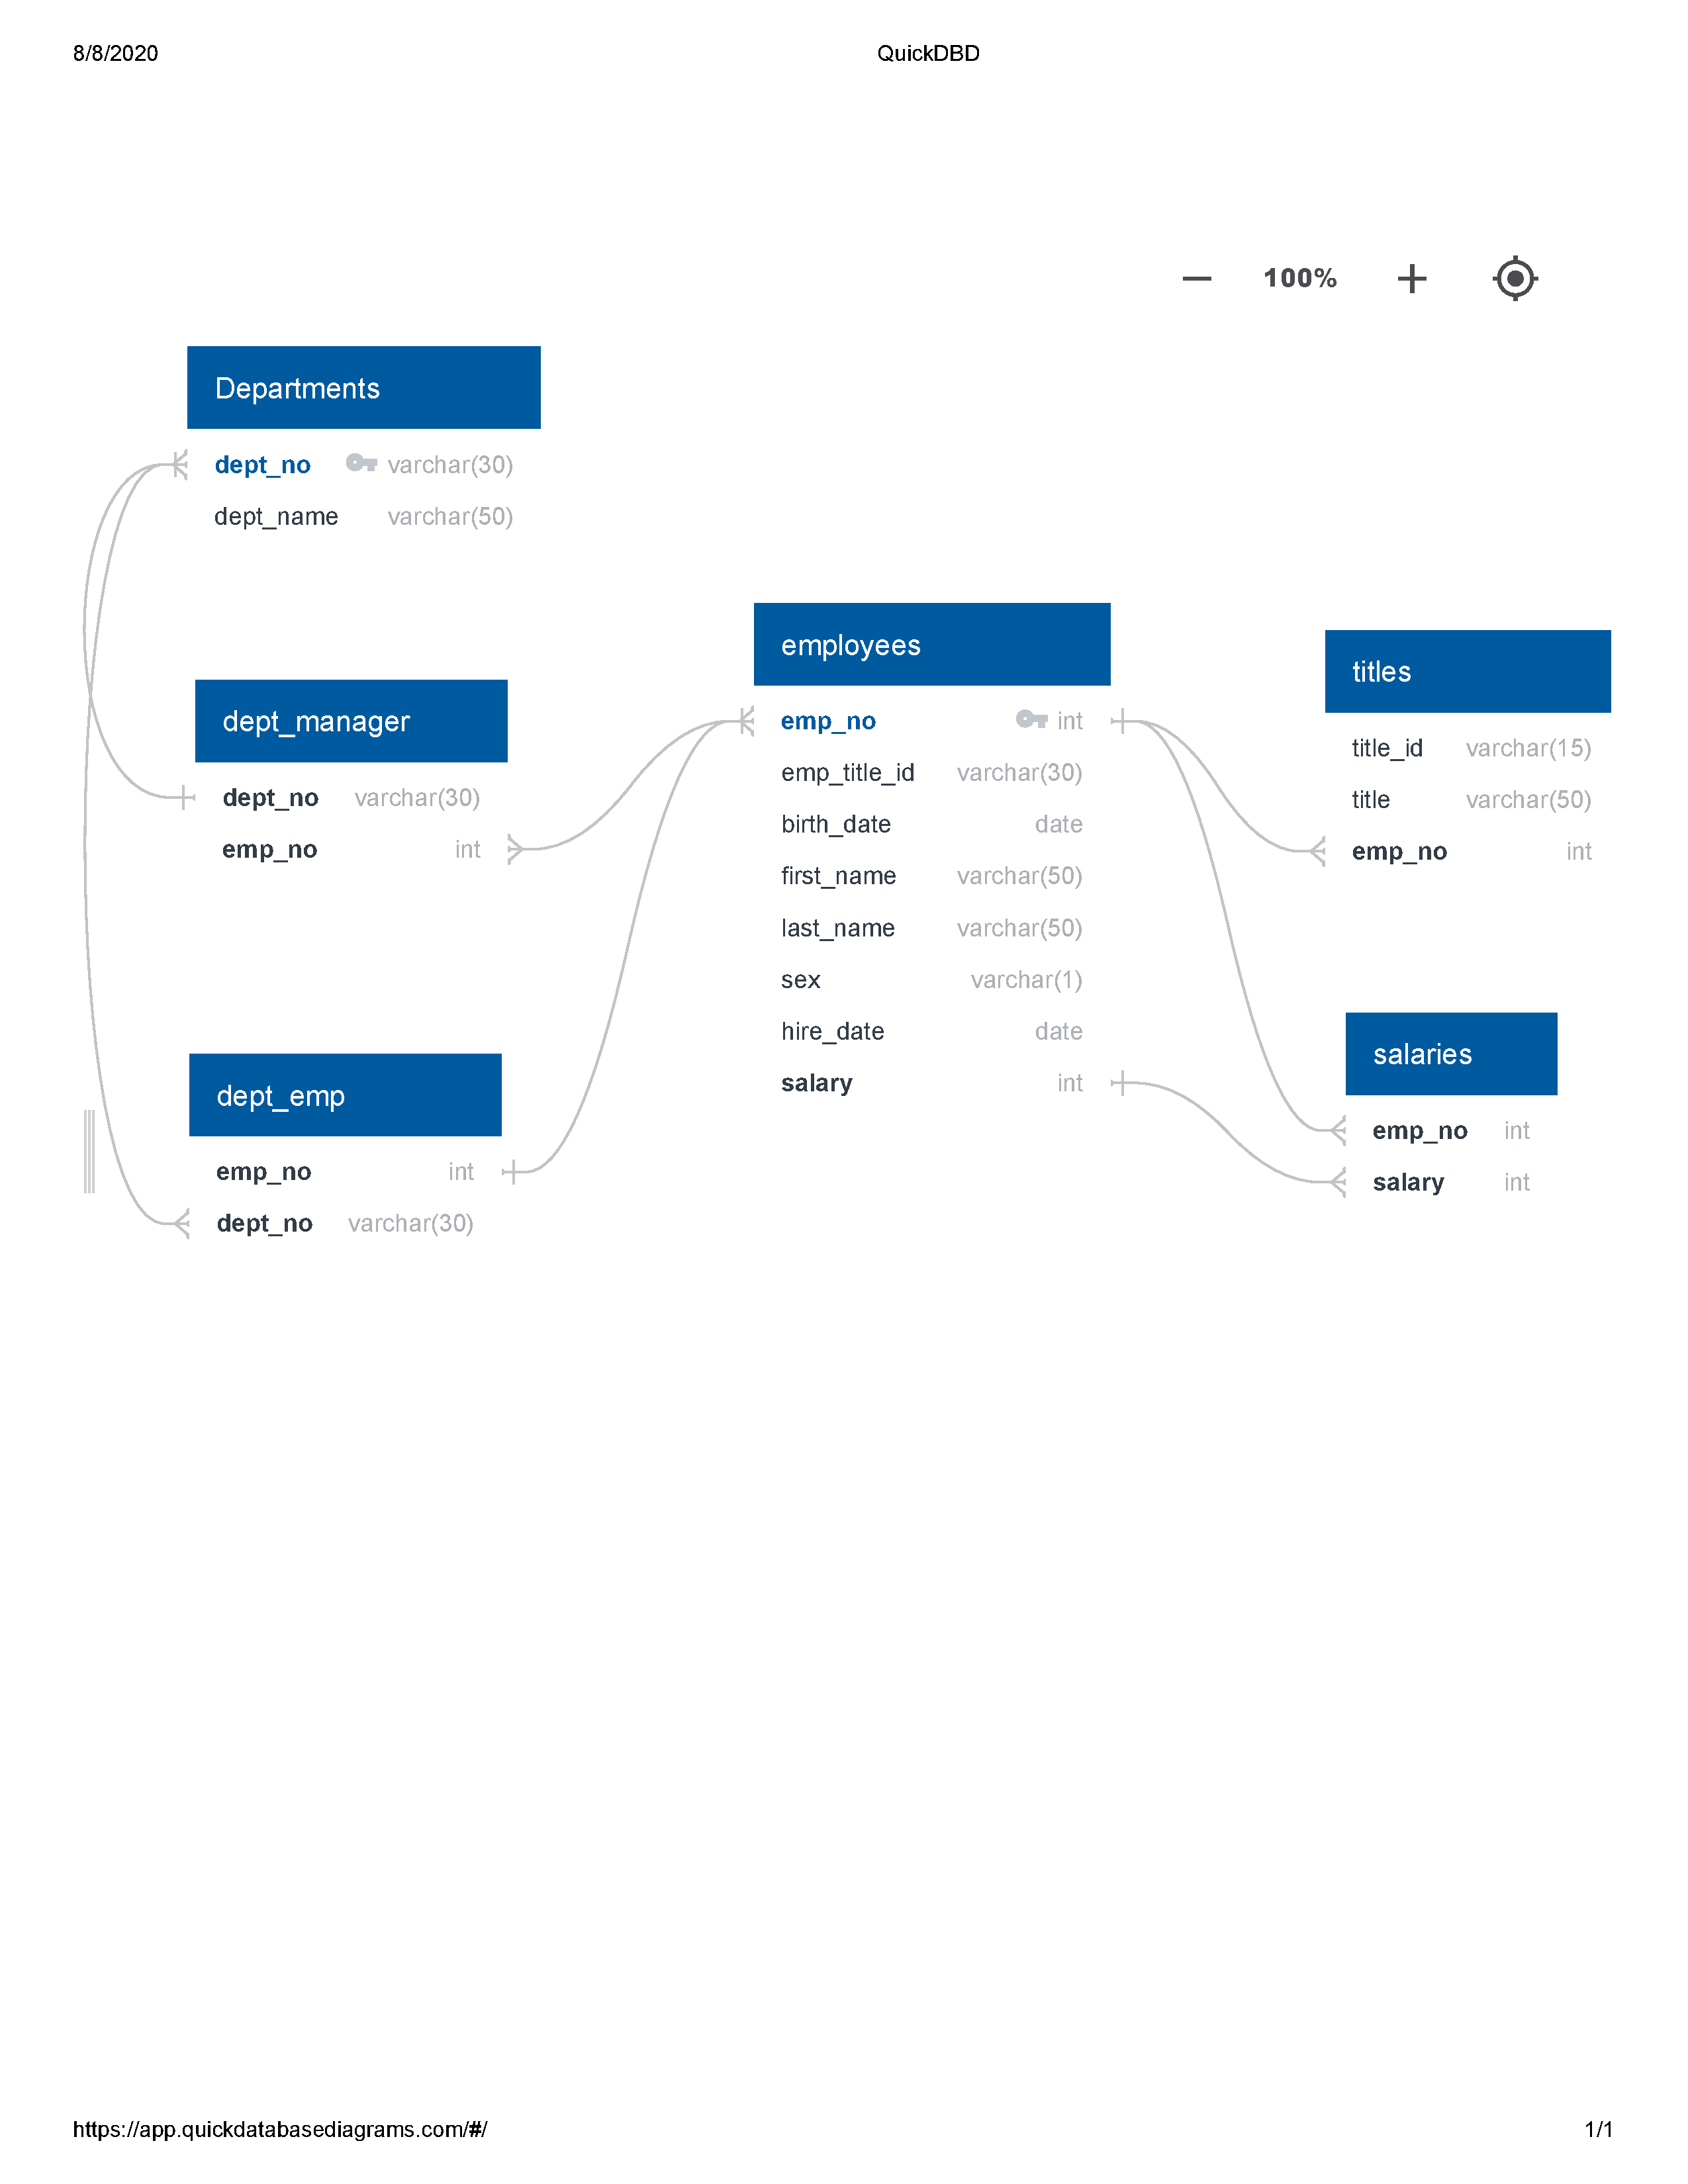 8/8/2020 QuickDBD
100%
Departments
dept_no varchar(30)
dept_name varchar(50)
dept_manager
dept_no varchar(30)
emp_no int
dept_emp
emp_no int
dept_no varchar(30)
employees
emp_no int
emp_title_id varchar(30)
birth_date date
first_name varchar(50)
last_name varchar(50)
sex varchar(1)
hire_date date
salary int
titles
title_id varchar(15)
title varchar(50)
emp_no int
salaries
emp_no int
salary int
https://app.quickdatabasediagrams.com/#/ 1/1